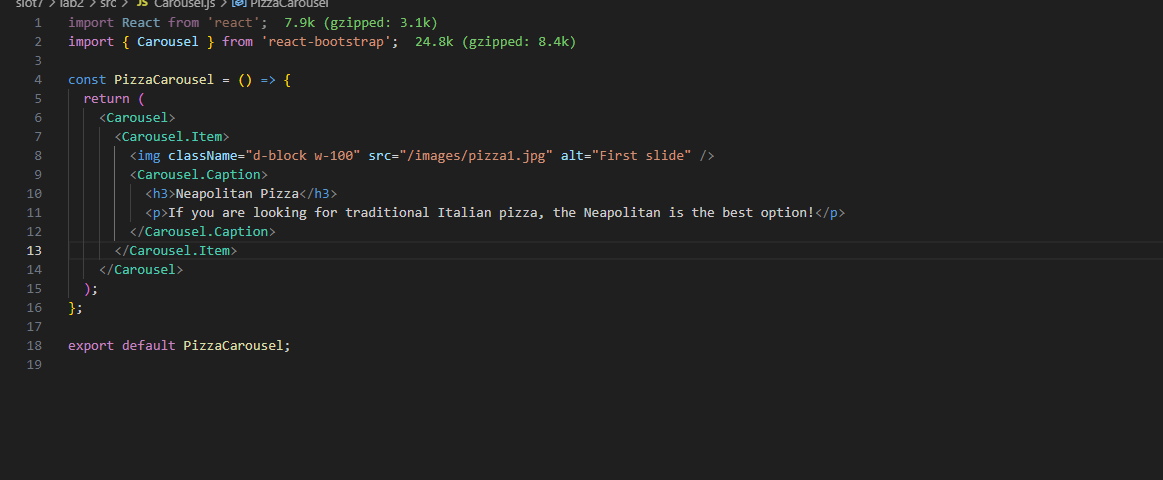 slot7 > lab2 > src > JS Carousel.js > PizzaCarousel
1 import React from 'react'; 7.9k (gzipped: 3.1k)
2 import { Carousel } from 'react-bootstrap'; 24.8k (gzipped: 8.4k)
3
4 const PizzaCarousel = () => {
5 return (
6 <Carousel>
7 <Carousel.Item>
8 <img className="d-block w-100" src="/images/pizza1.jpg" alt="First slide" />
9 <Carousel.Caption>
10 <h3>Neapolitan Pizza</h3>
11 <p>If you are looking for traditional Italian pizza, the Neapolitan is the best option!</p>
12 </Carousel.Caption>
13 </Carousel.Item>
14 </Carousel>
15 );
16 };
17
18 export default PizzaCarousel;
19